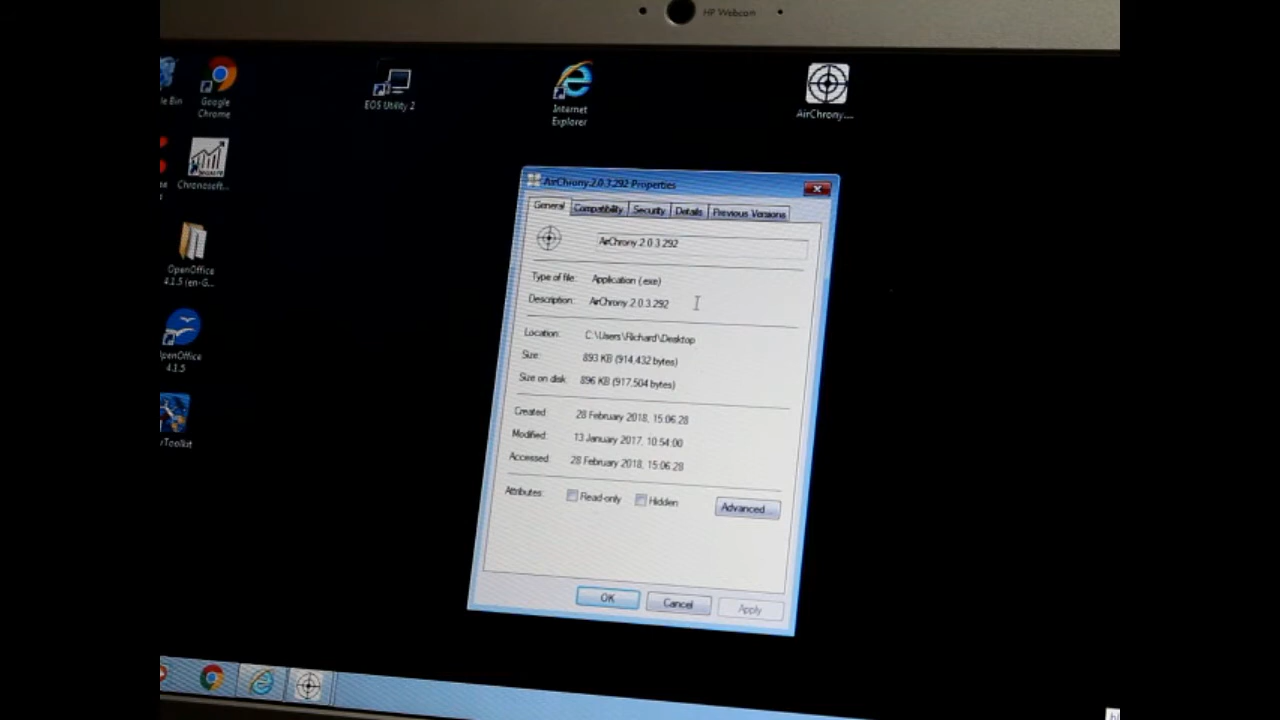 HP Webcam
le Bin
Google
Chrome
EOS Utility 2
Internet
Explorer
AirChrony....
Chronosoft...
OpenOffice
4.1.5 (en-G...
OpenOffice
4.1.5
Toolkit
AirChrony.2.0.3.292 Properties
General Compatibility Security Details Previous Versions
AirChrony.2.0.3.292
Type of file: Application (.exe)
Description: AirChrony.2.0.3.292
Location: C:\Users\Richard\Desktop
Size: 893 KB (914,432 bytes)
Size on disk: 896 KB (917,504 bytes)
Created: 28 February 2018, 15:06:28
Modified: 13 January 2017, 10:54:00
Accessed: 28 February 2018, 15:06:28
Attributes: Read-only Hidden Advanced...
OK Cancel Apply